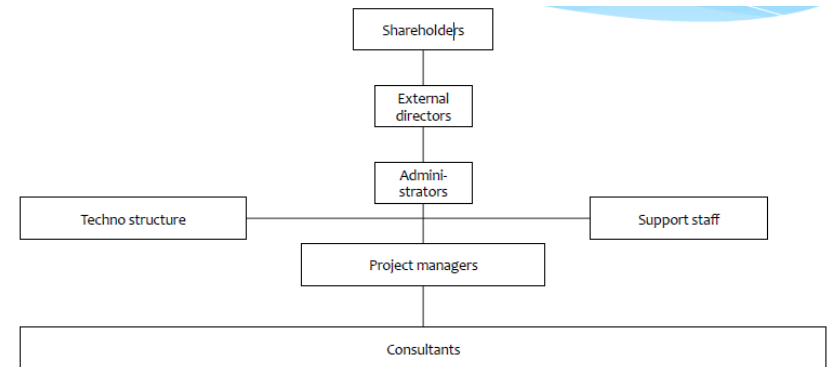 Shareholders
External
directors
Admini-
strators
Techno structure
Support staff
Project managers
Consultants